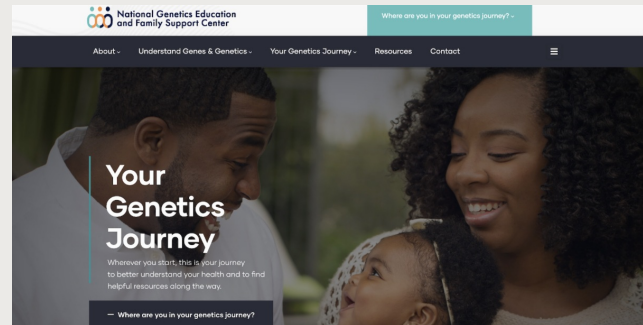 National Genetics Education
and Family Support Center
Where are you in your genetics journey?
About
Understand Genes & Genetics
Your Genetics Journey
Resources
Contact
Your
Genetics
Journey
Wherever you start, this is your journey
to better understand your health and to find
helpful resources along the way.
— Where are you in your genetics journey?